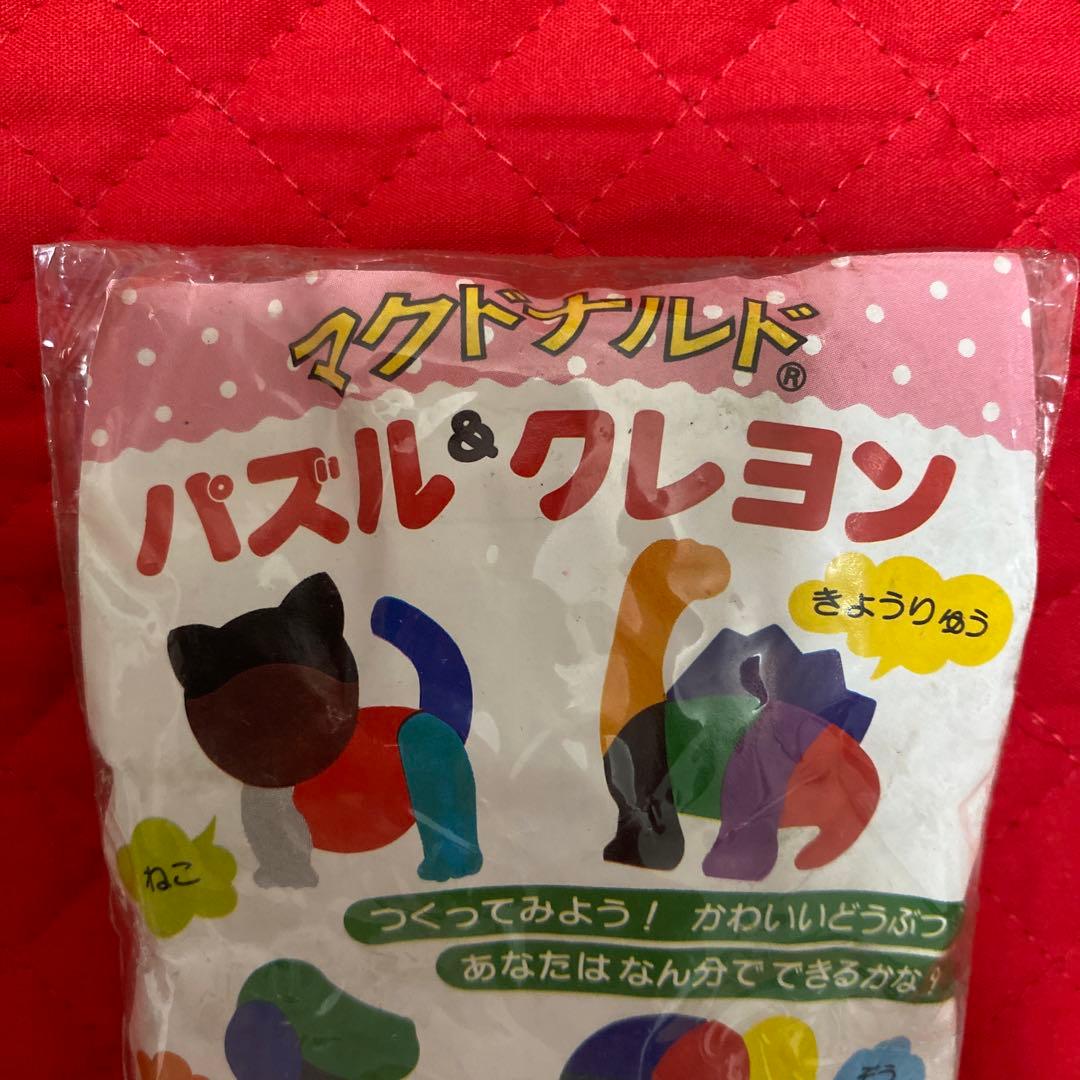 マクドナルド®
パズル&クレヨン
きょうりゅう
ねこ
つくってみよう! かわいいどうぶつ
あなたはなん分でできるかな?
ぞう